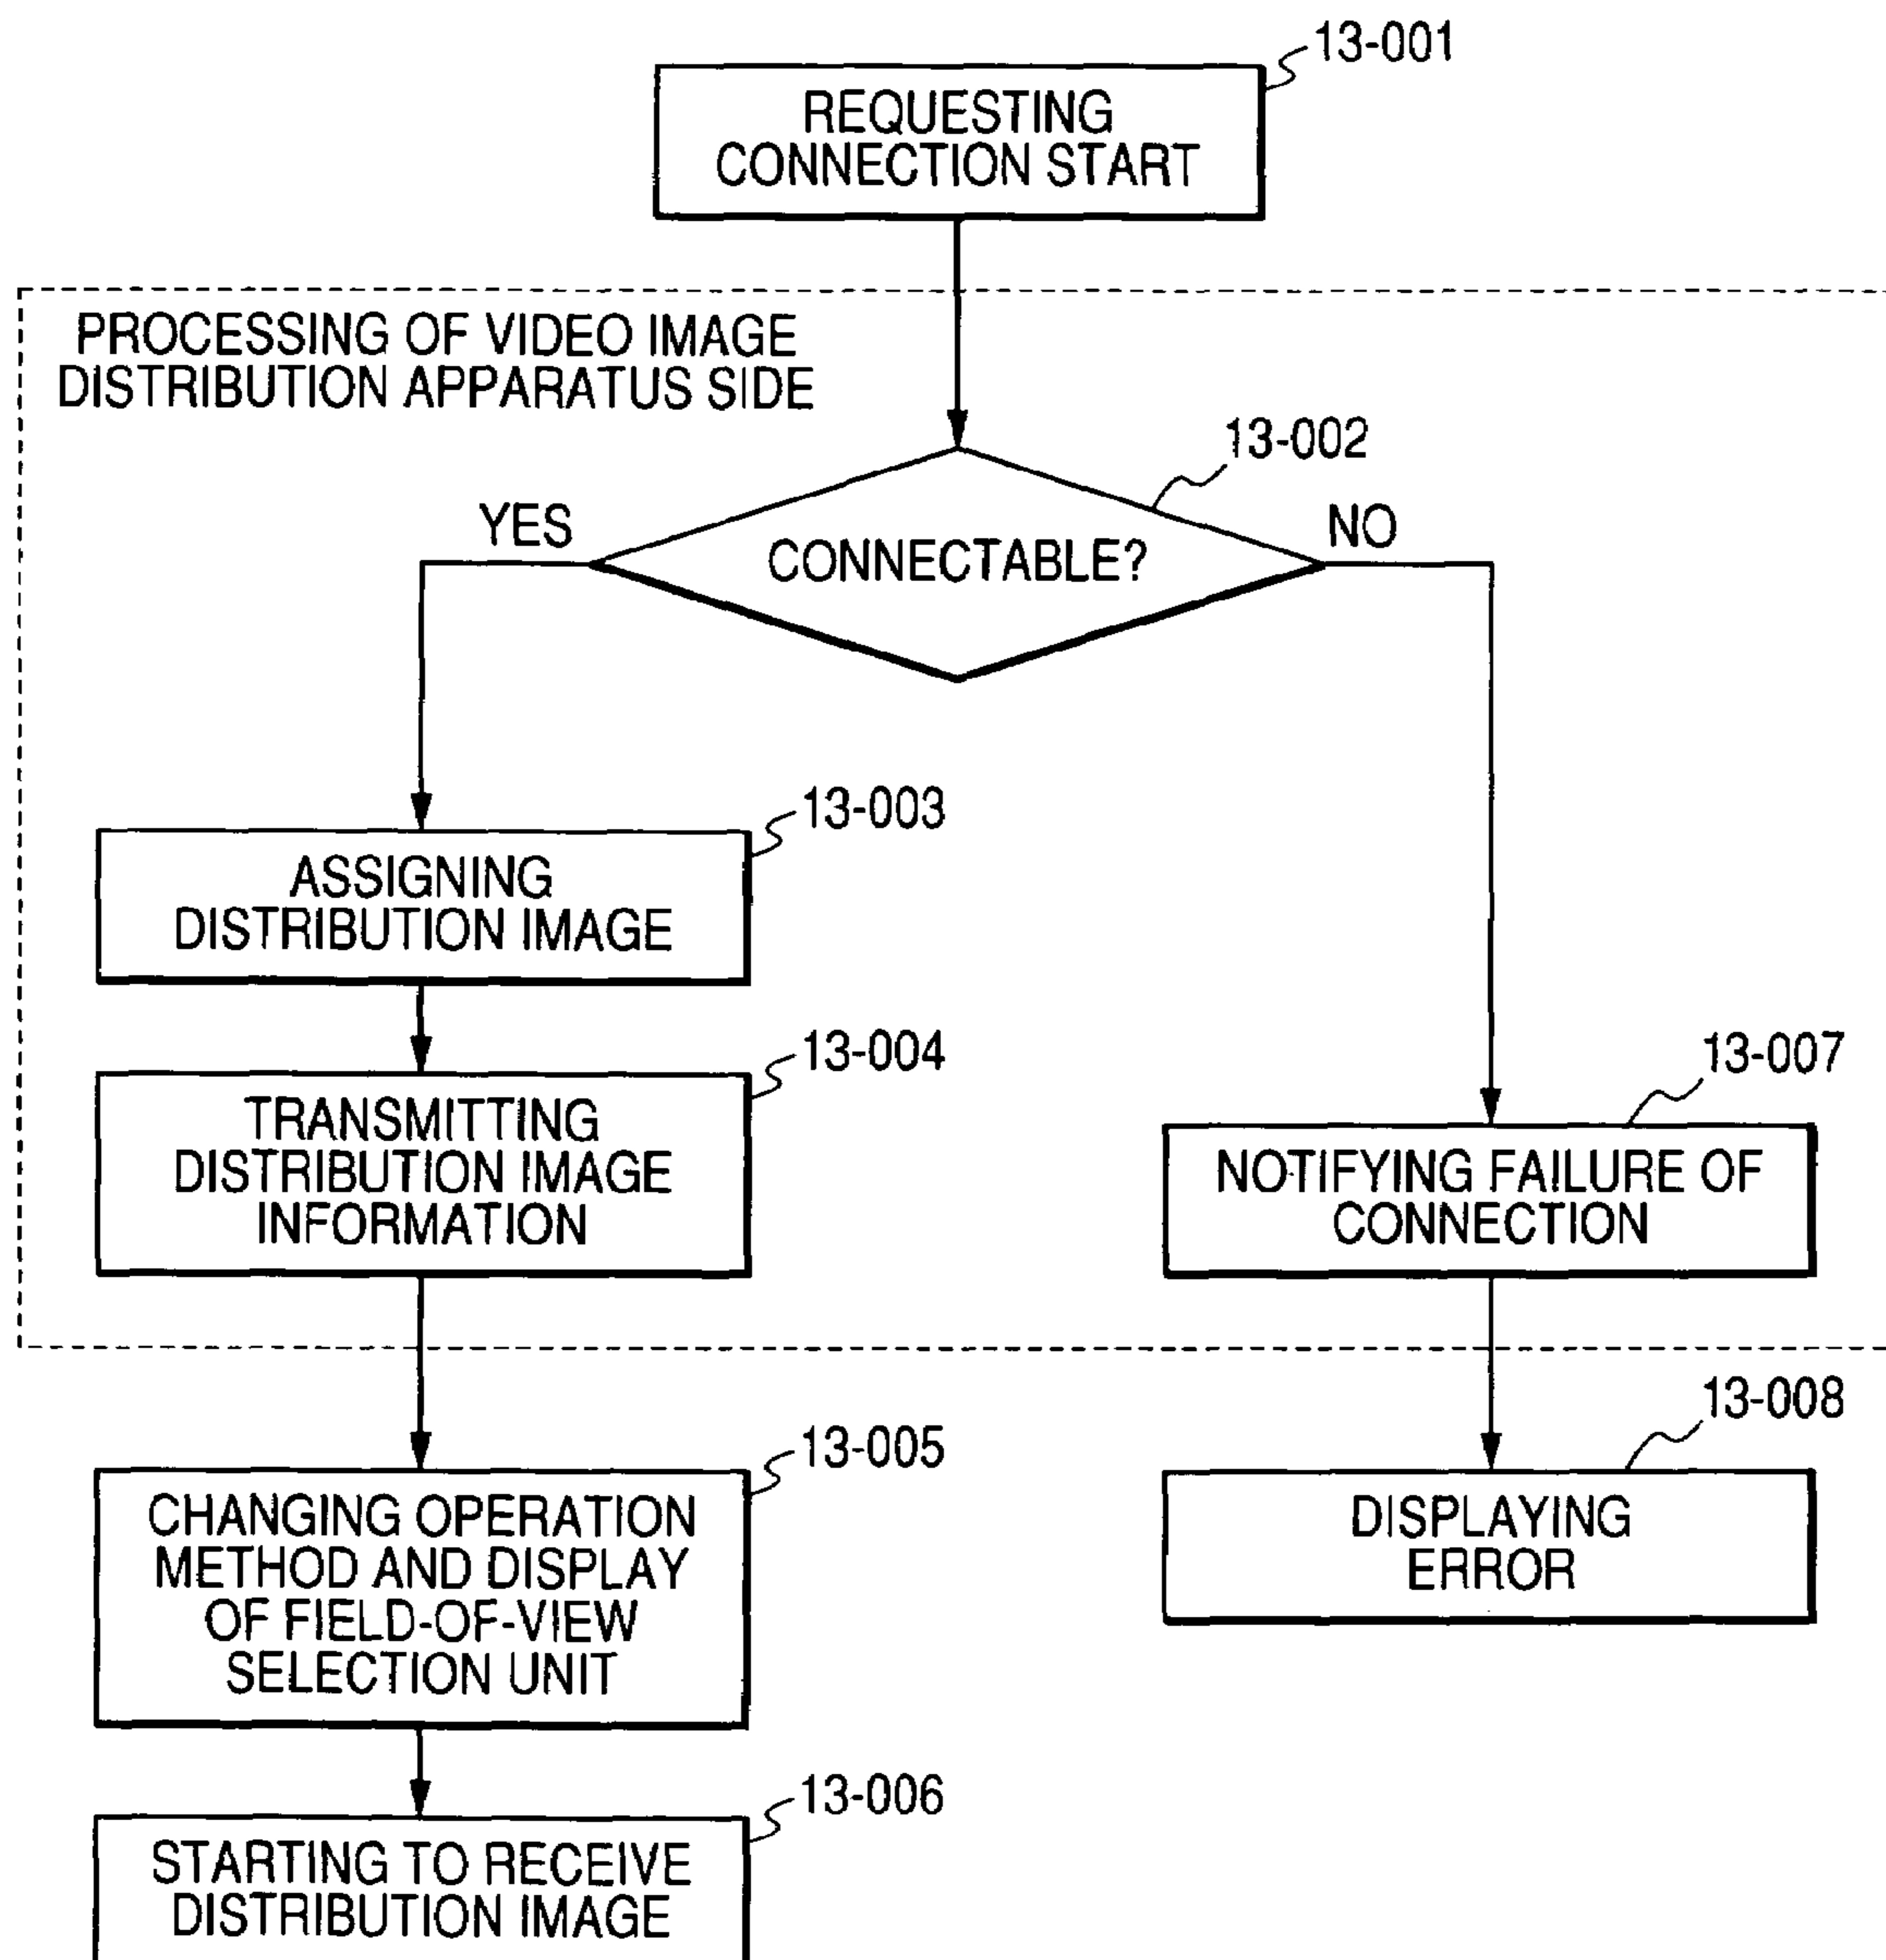 13-001
REQUESTING
CONNECTION START
PROCESSING OF VIDEO IMAGE
DISTRIBUTION APPARATUS SIDE
13-002
YES
CONNECTABLE?
NO
13-003
ASSIGNING
DISTRIBUTION IMAGE
13-004
TRANSMITTING
DISTRIBUTION IMAGE
INFORMATION
13-007
NOTIFYING FAILURE OF
CONNECTION
13-005
CHANGING OPERATION
METHOD AND DISPLAY
OF FIELD-OF-VIEW
SELECTION UNIT
13-008
DISPLAYING
ERROR
13-006
STARTING TO RECEIVE
DISTRIBUTION IMAGE